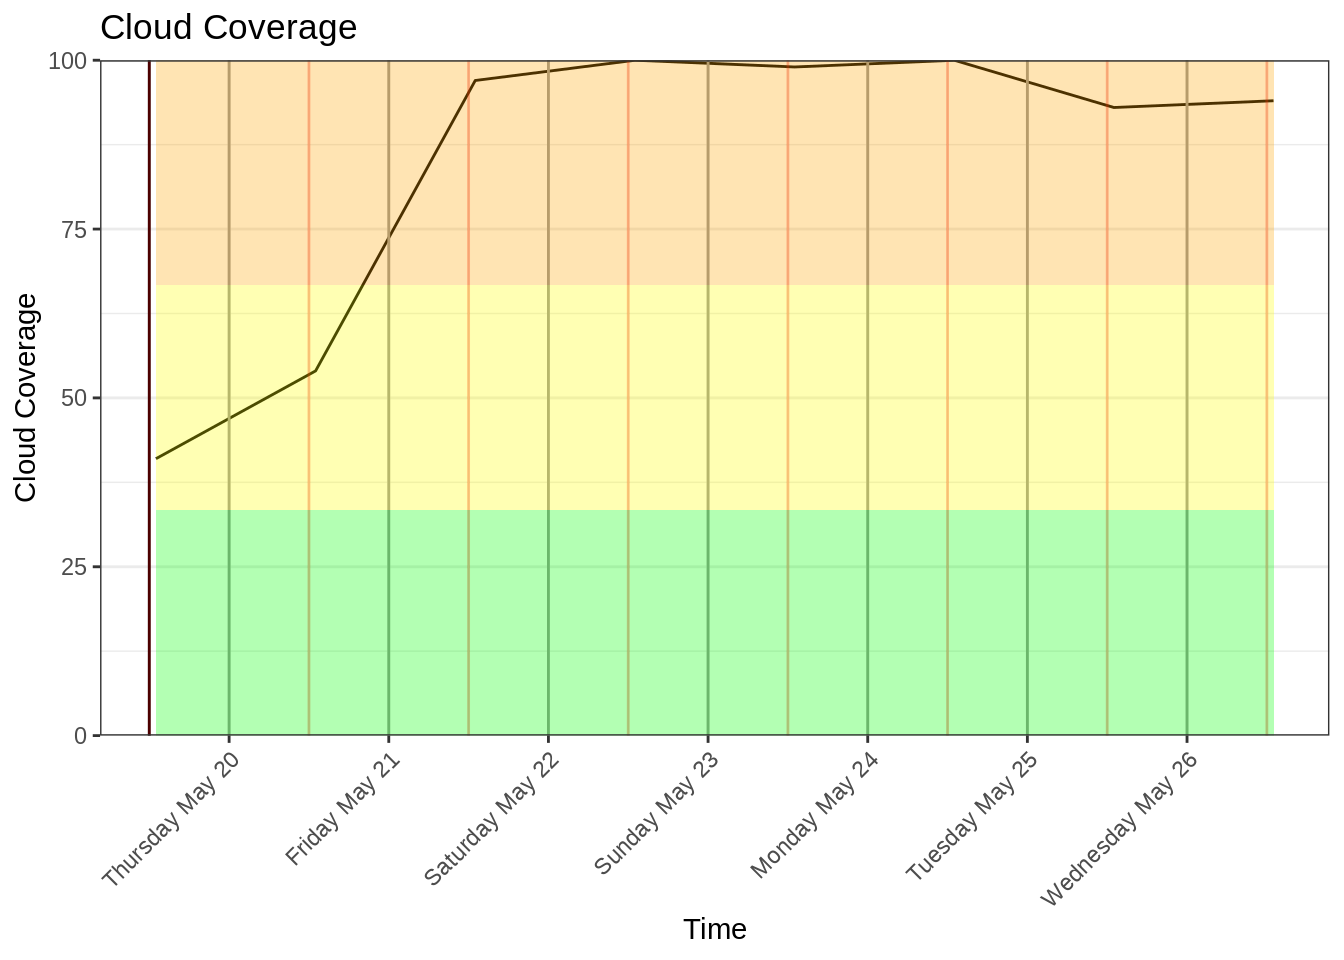 Cloud Coverage
100
75
50
25
0
Cloud Coverage
Thursday May 20
Friday May 21
Saturday May 22
Sunday May 23
Monday May 24
Tuesday May 25
Wednesday May 26
Time